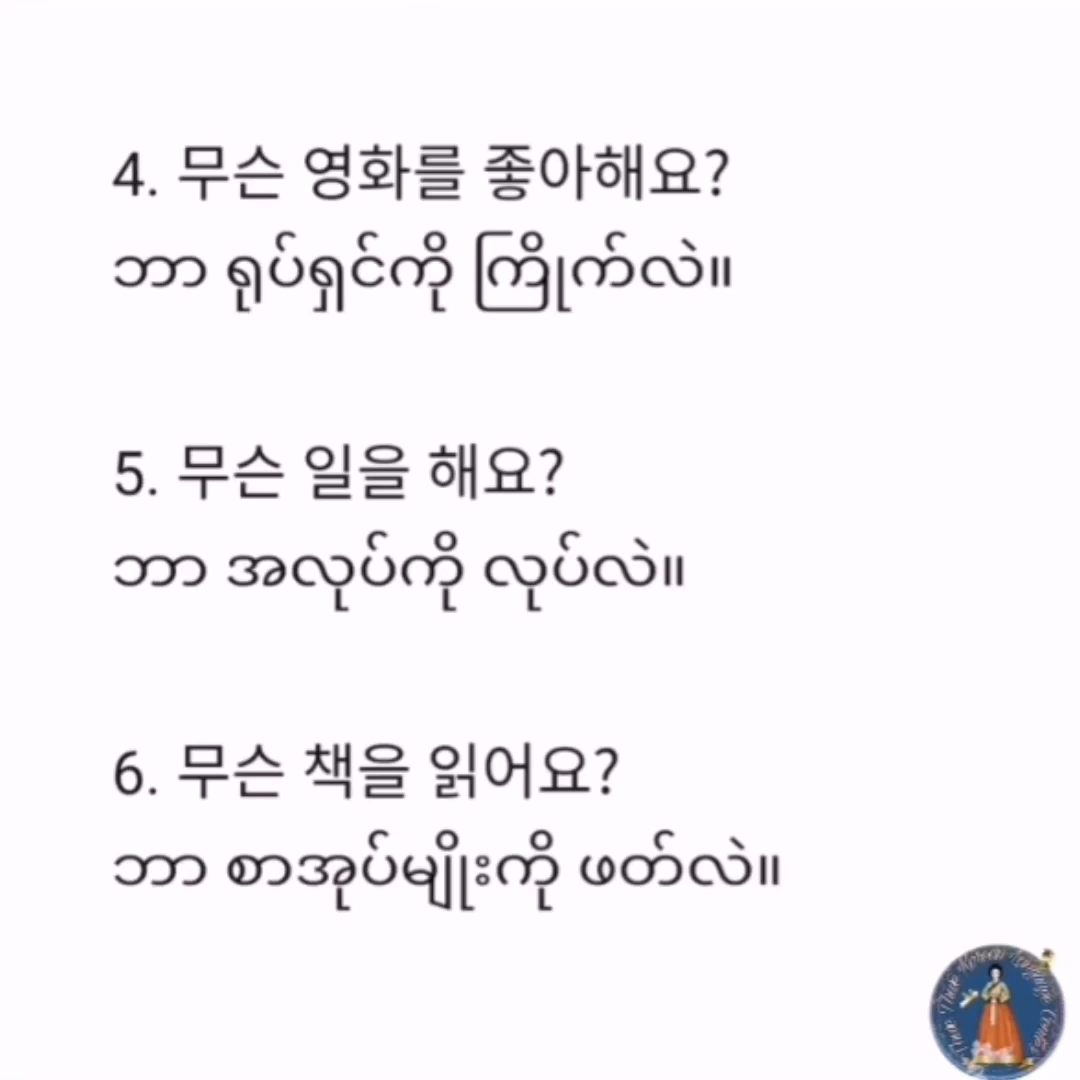 4. 무슨 영화를 좋아해요?
ဘာ ရုပ်ရှင်ကို ကြိုက်လဲ။
5. 무슨 일을 해요?
ဘာ အလုပ်ကို လုပ်လဲ။
6. 무슨 책을 읽어요?
ဘာ စာအုပ်မျိုးကို ဖတ်လဲ။
Korean Language